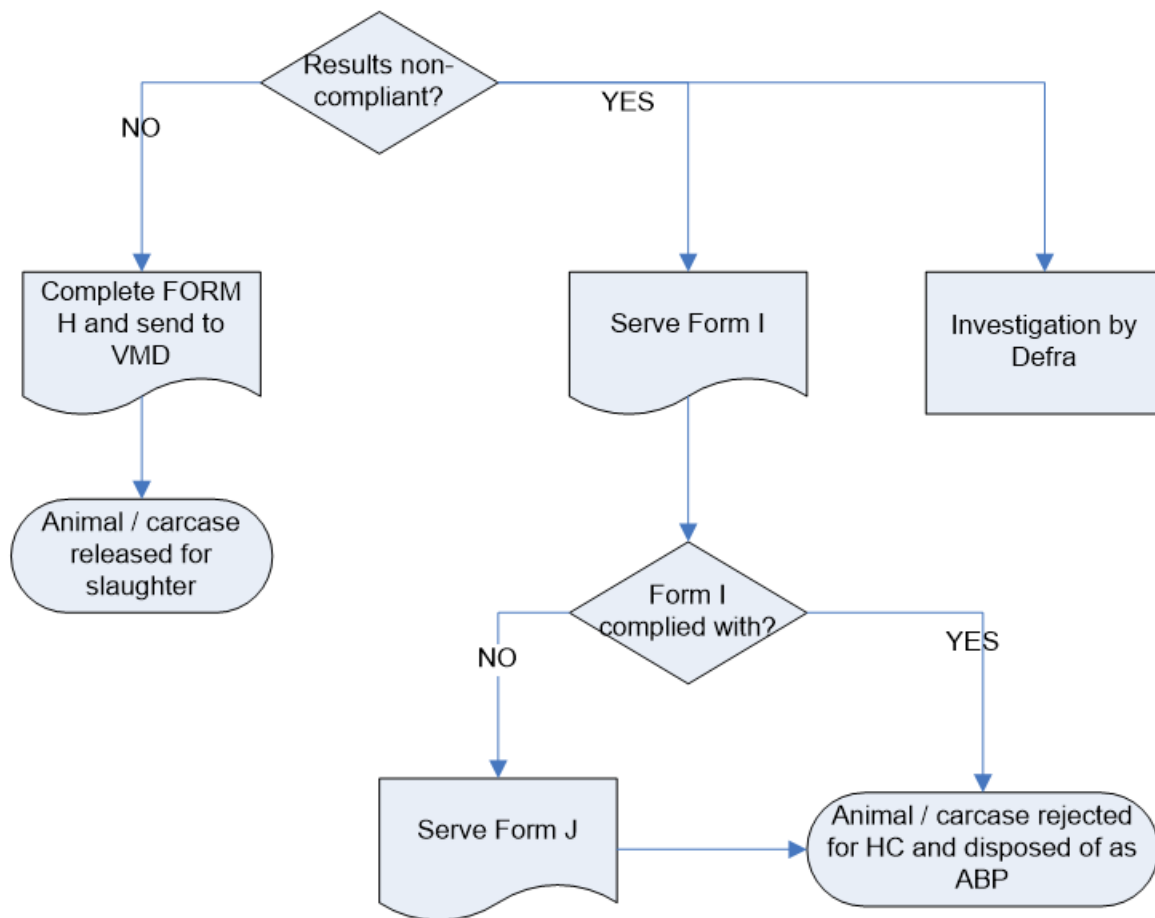 Results non-
compliant?
NO
YES
Complete FORM
H and send to
VMD
Serve Form I
Investigation by
Defra
Animal / carcase
released for
slaughter
Form I
complied with?
NO
YES
Serve Form J
Animal / carcase rejected
for HC and disposed of as
ABP